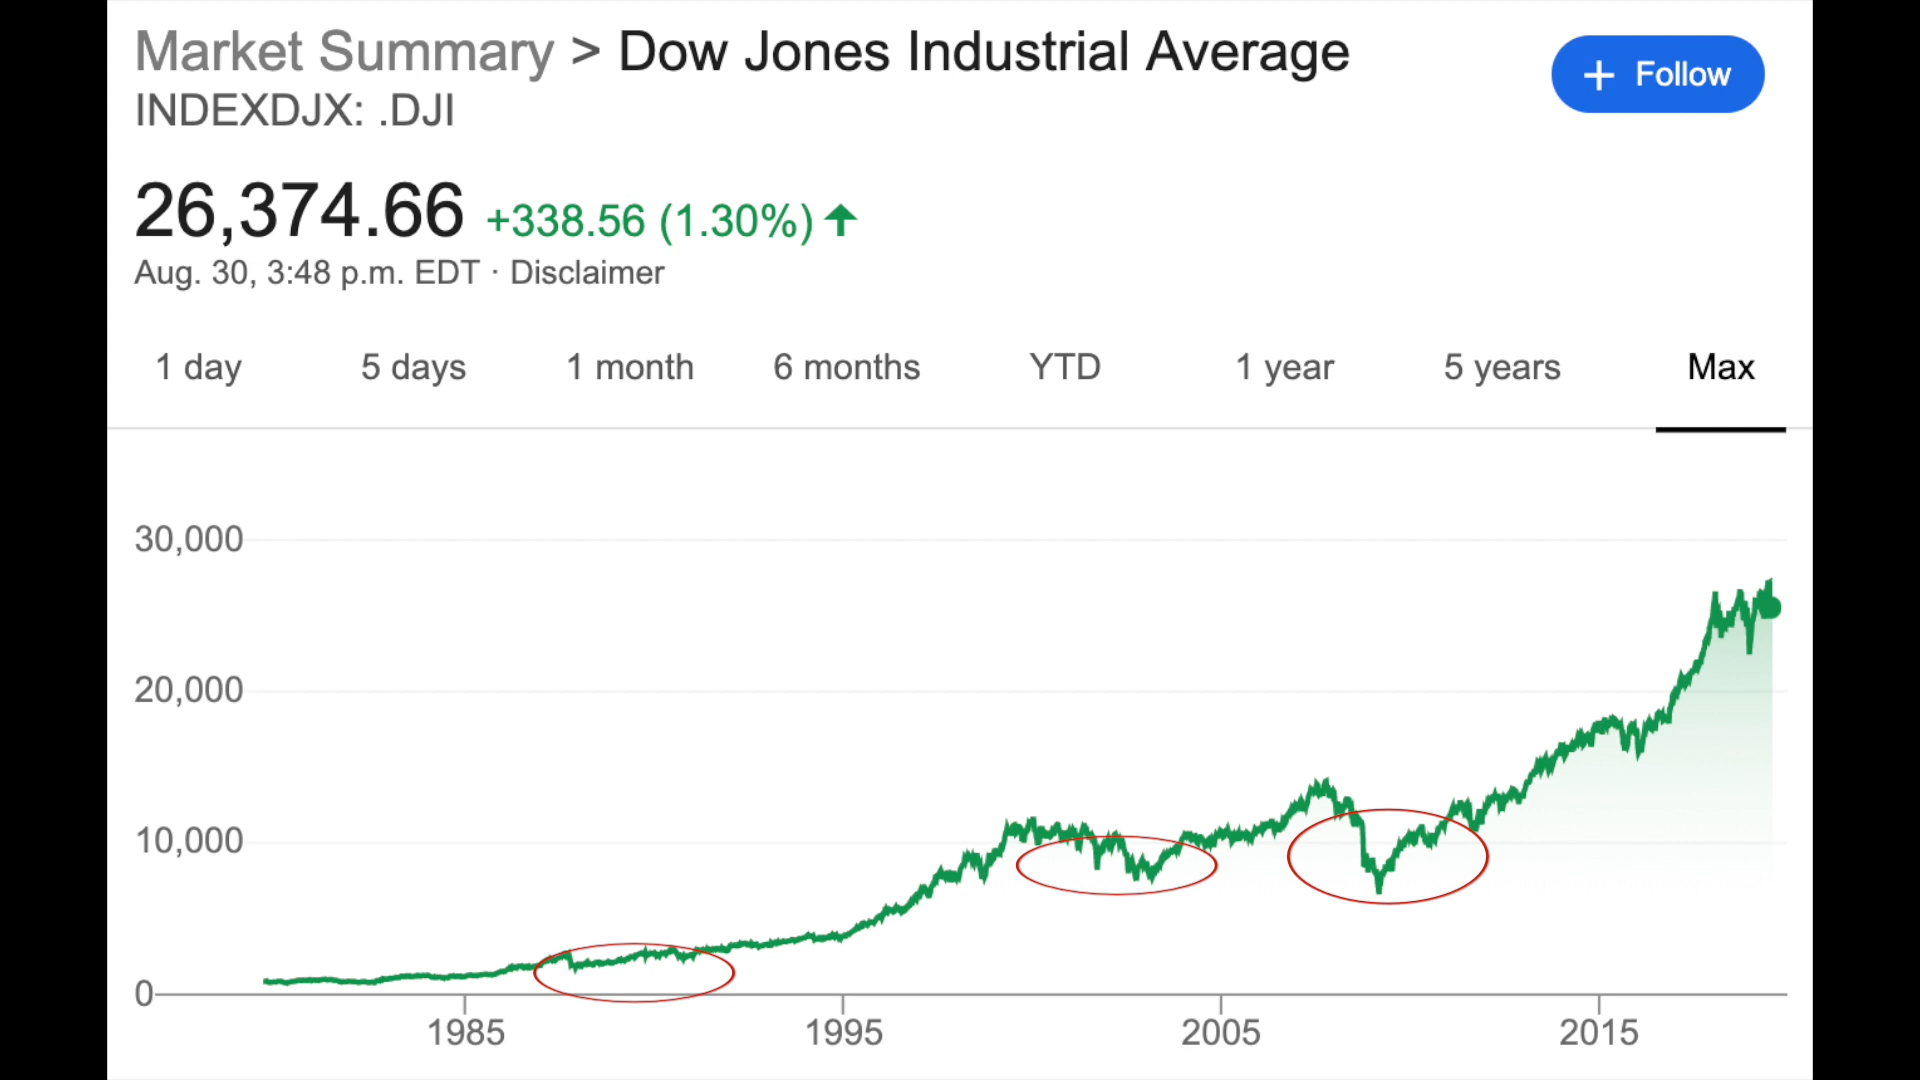 Market Summary > Dow Jones Industrial Average
INDEXDJX: .DJI
+ Follow
26,374.66 +338.56 (1.30%)
Aug. 30, 3:48 p.m. EDT · Disclaimer
1 day 5 days 1 month 6 months YTD 1 year 5 years Max
30,000
20,000
10,000
0
1985 1995 2005 2015